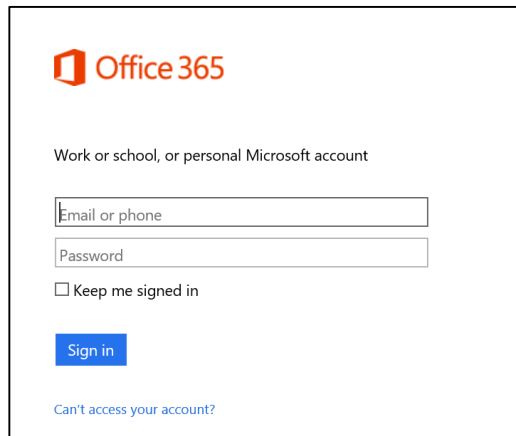 Office 365
Work or school, or personal Microsoft account
Email or phone
Password
Keep me signed in
Sign in
Can't access your account?